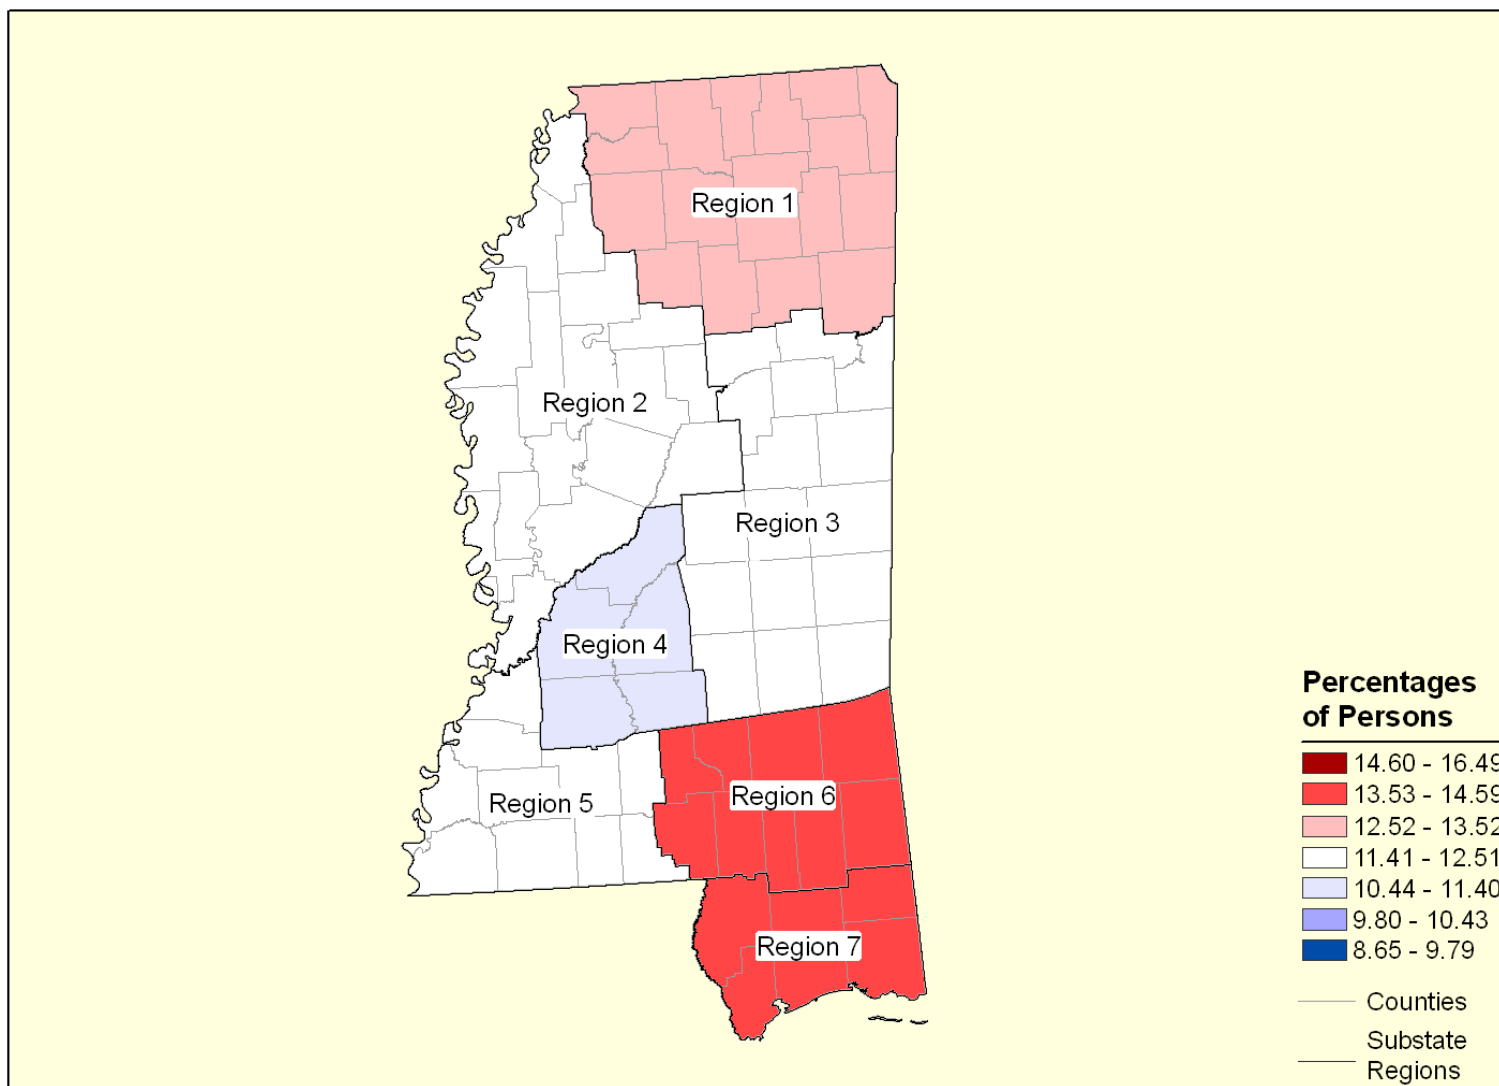 Region 1
Region 2
Region 3
Region 4
Region 5
Region 6
Region 7
Percentages
of Persons
14.60 - 16.49
13.53 - 14.59
12.52 - 13.52
11.41 - 12.51
10.44 - 11.40
9.80 - 10.43
8.65 - 9.79
Counties
Substate
Regions